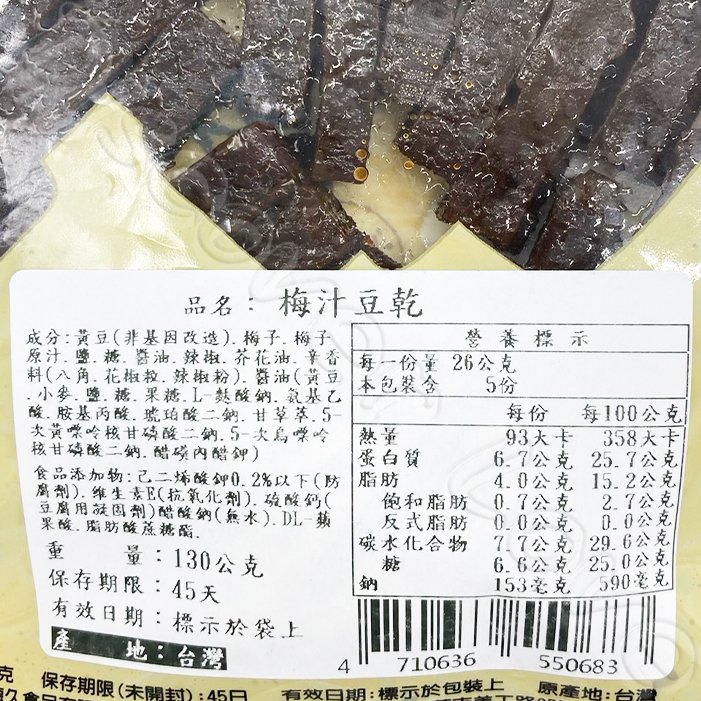 品名: 梅汁豆乾
成分:黃豆(非基因改造).梅子.梅子
原汁.鹽.糖.醬油.辣椒.芥花油.辛香
料(八角.花椒粒.辣椒粉).醬油(黃豆
.小麥.鹽.糖.果糖.L-麩酸鈉.氨基乙
酸.胺基丙酸.琥珀酸二鈉.甘草萃.5-
次黃嘌呤核甘磷酸二鈉.5-次鳥嘌呤
核甘磷酸二鈉.醋磺內酯鉀)
食品添加物:己二烯酸鉀0.2%以下(防
腐劑).維生素E(抗氧化劑).硫酸鈣(
豆腐用凝固劑)醋酸鈉(無水).DL-蘋
果酸.脂肪酸蔗糖酯.
重 量:130公克
保存期限:45天
有效日期:標示於袋上
產 地:台灣
營養標示
每一份量 26公克
本包裝含 5份
每份 每100公克
熱量 93大卡 358大卡
蛋白質 6.7公克 25.7公克
脂肪 4.0公克 15.2公克
飽和脂肪 0.7公克 2.7公克
反式脂肪 0.0公克 0.0公克
碳水化合物 7.7公克 29.6公克
糖 6.6公克 25.0公克
鈉 153毫克 590毫克
4 710636 550683
克 保存期限(未開封):45日 有效日期:標示於包裝上 原產地:台灣